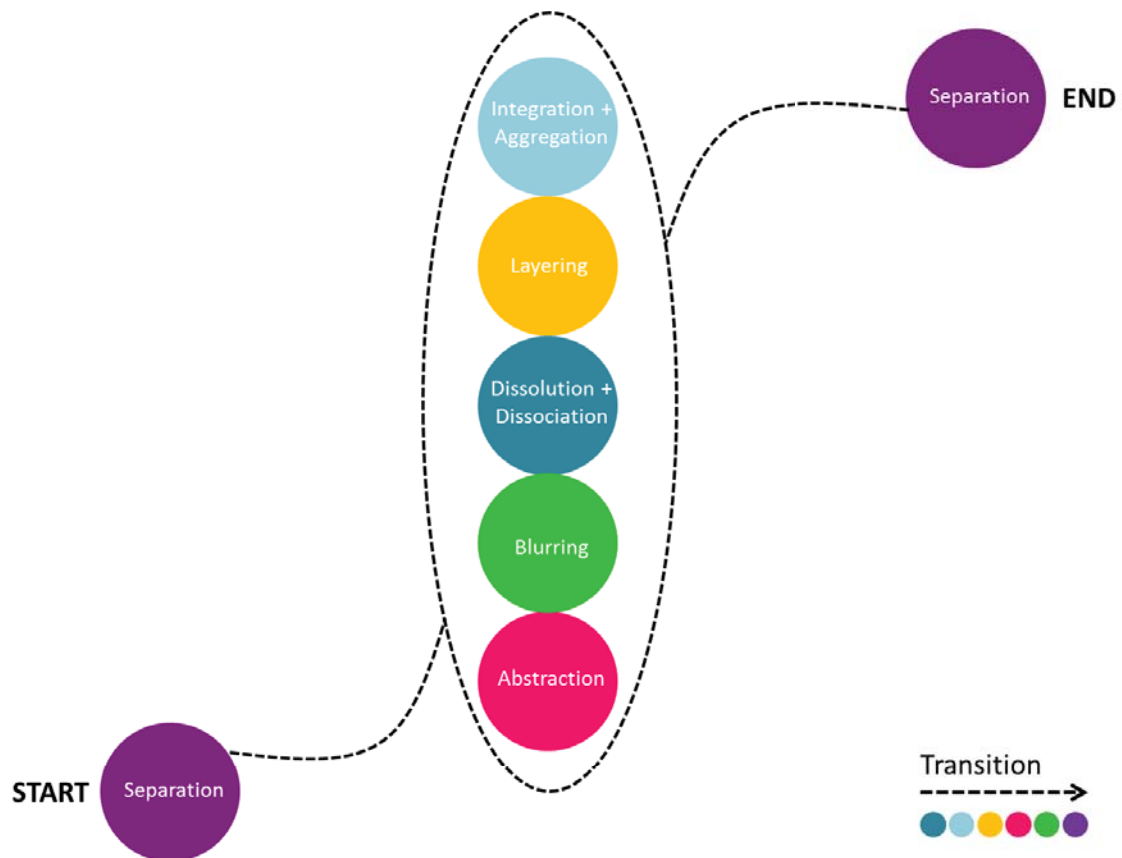 Integration +
Aggregation
Separation
END
Layering
Dissolution +
Dissociation
Blurring
Abstraction
START
Separation
Transition